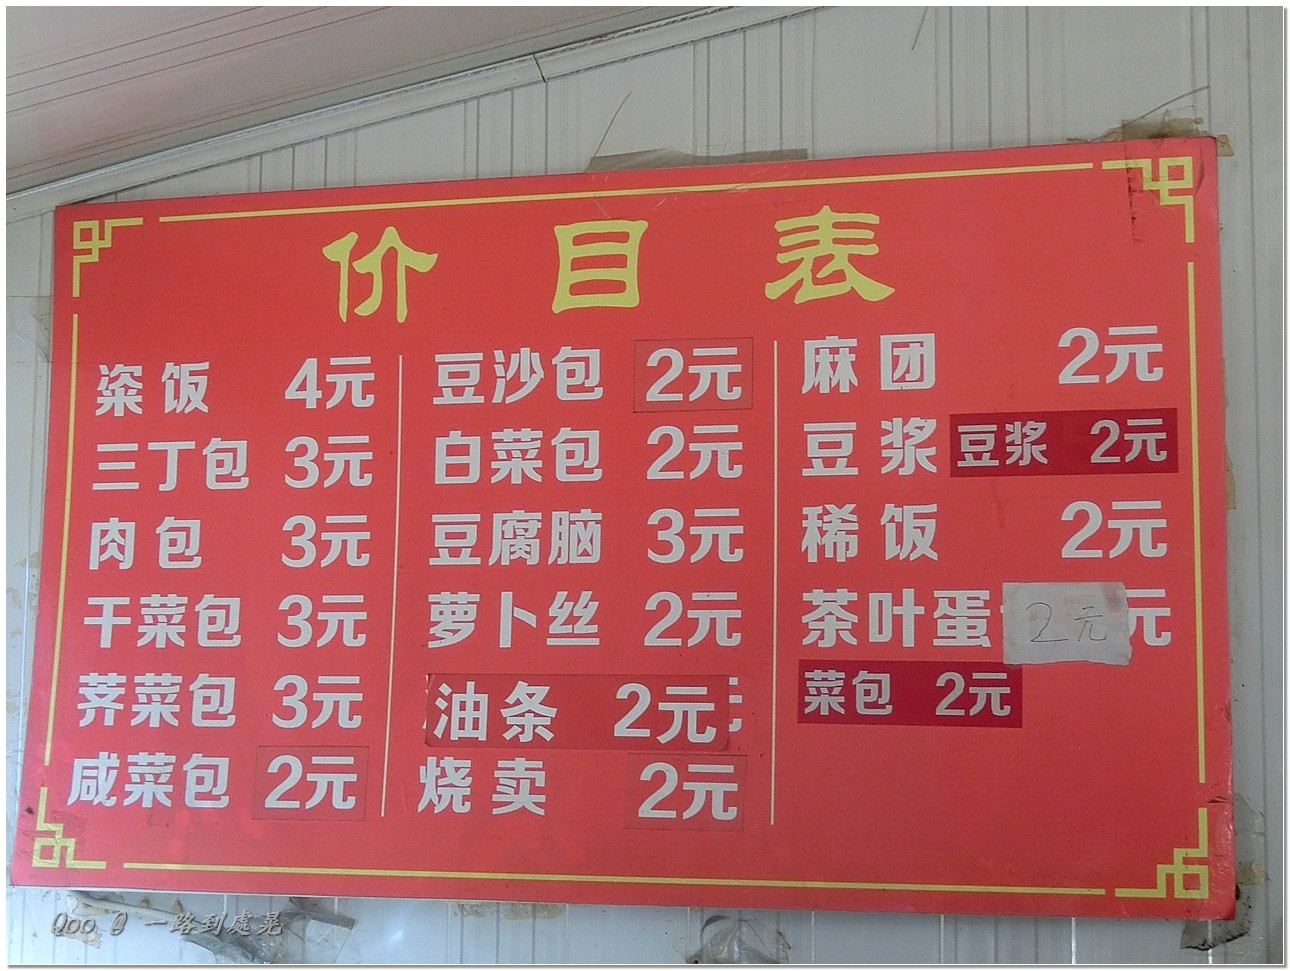 价目表
粢饭 4元
三丁包 3元
肉包 3元
干菜包 3元
荠菜包 3元
咸菜包 2元
豆沙包 2元
白菜包 2元
豆腐脑 3元
萝卜丝 2元
油条 2元
烧卖 2元
麻团 2元
豆浆 豆浆 2元
稀饭 2元
茶叶蛋 2元 元
菜包 2元
Qoo @ 一路到處晃